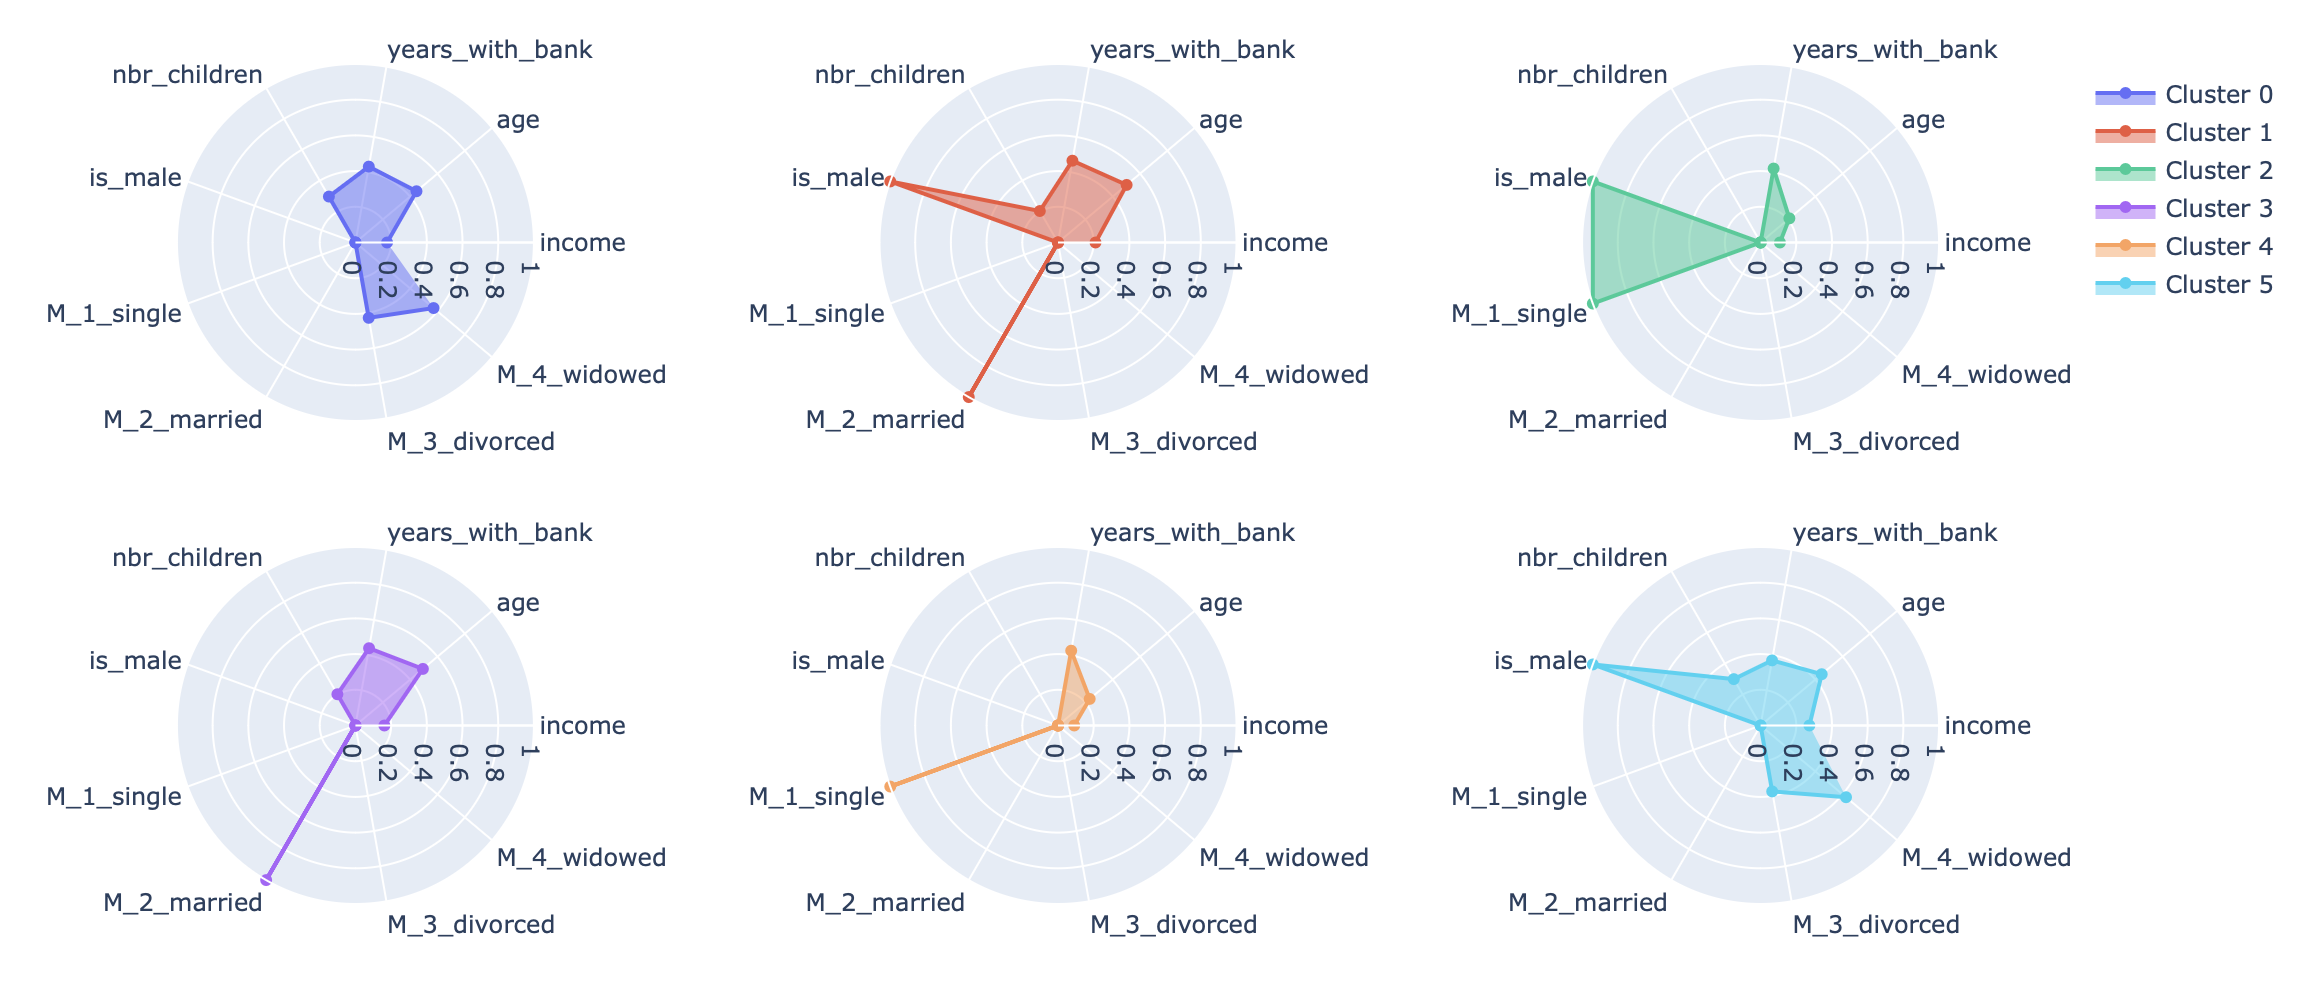 years_with_bank
nbr_children
age
is_male
income
0
0.2
0.4
0.6
0.8
1
M_1_single
M_4_widowed
M_2_married
M_3_divorced
years_with_bank
nbr_children
age
is_male
income
0
0.2
0.4
0.6
0.8
1
M_1_single
M_4_widowed
M_2_married
M_3_divorced
years_with_bank
nbr_children
age
is_male
income
0
0.2
0.4
0.6
0.8
1
M_1_single
M_4_widowed
M_2_married
M_3_divorced
Cluster 0
Cluster 1
Cluster 2
Cluster 3
Cluster 4
Cluster 5
years_with_bank
nbr_children
age
is_male
income
0
0.2
0.4
0.6
0.8
1
M_1_single
M_4_widowed
M_2_married
M_3_divorced
years_with_bank
nbr_children
age
is_male
income
0
0.2
0.4
0.6
0.8
1
M_1_single
M_4_widowed
M_2_married
M_3_divorced
years_with_bank
nbr_children
age
is_male
income
0
0.2
0.4
0.6
0.8
1
M_1_single
M_4_widowed
M_2_married
M_3_divorced